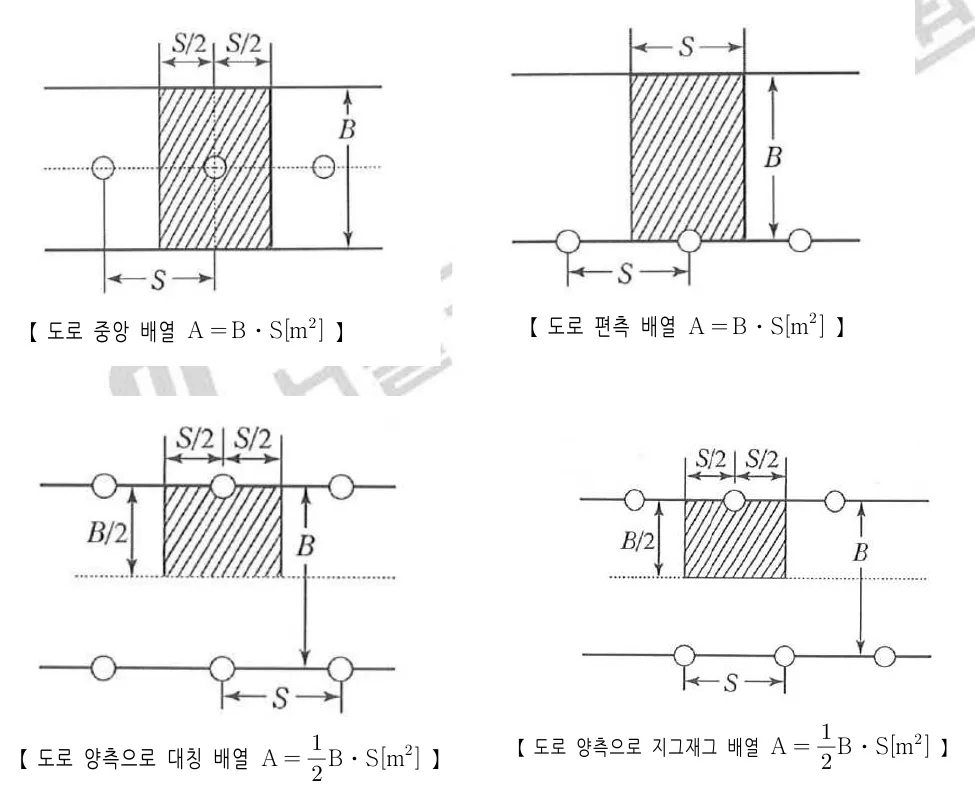 S/2 S/2
B
S
【 도로 중앙 배열 A = B · S[m²] 】
S
B
S
【 도로 편측 배열 A = B · S[m²] 】
S/2 S/2
B/2
B
S
【 도로 양측으로 대칭 배열 A = 1/2 B · S[m²] 】
S/2 S/2
B/2
B
S
【 도로 양측으로 지그재그 배열 A = 1/2 B · S[m²] 】